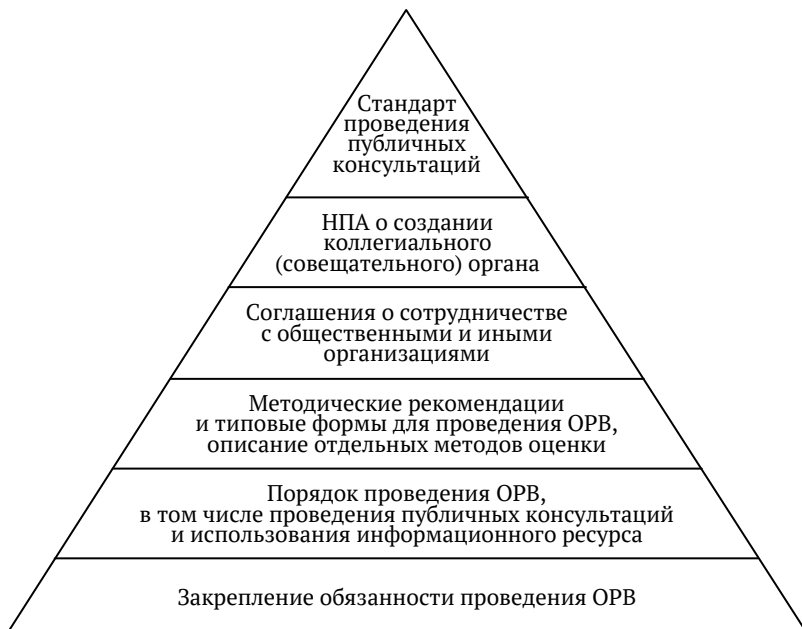 Стандарт
проведения
публичных
консультаций
НПА о создании
коллегиального
(совещательного) органа
Соглашения о сотрудничестве
с общественными и иными
организациями
Методические рекомендации
и типовые формы для проведения ОРВ,
описание отдельных методов оценки
Порядок проведения ОРВ,
в том числе проведения публичных консультаций
и использования информационного ресурса
Закрепление обязанности проведения ОРВ